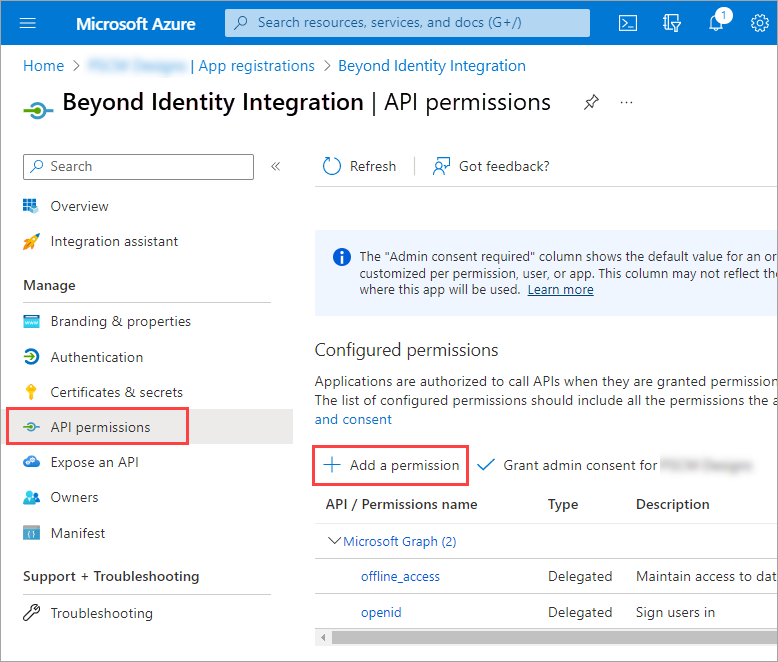 Microsoft Azure
Search resources, services, and docs (G+/)
1
Home > | App registrations > Beyond Identity Integration
Beyond Identity Integration | API permissions
...
Search
«
Refresh
Got feedback?
Overview
Integration assistant
Manage
Branding & properties
Authentication
Certificates & secrets
API permissions
Expose an API
Owners
Manifest
Support + Troubleshooting
Troubleshooting
The "Admin consent required" column shows the default value for an or
customized per permission, user, or app. This column may not reflect the
where this app will be used. Learn more
Configured permissions
Applications are authorized to call APIs when they are granted permission
The list of configured permissions should include all the permissions the a
and consent
Add a permission
Grant admin consent for
API / Permissions name Type Description
Microsoft Graph (2)
offline_access Delegated Maintain access to dat
openid Delegated Sign users in